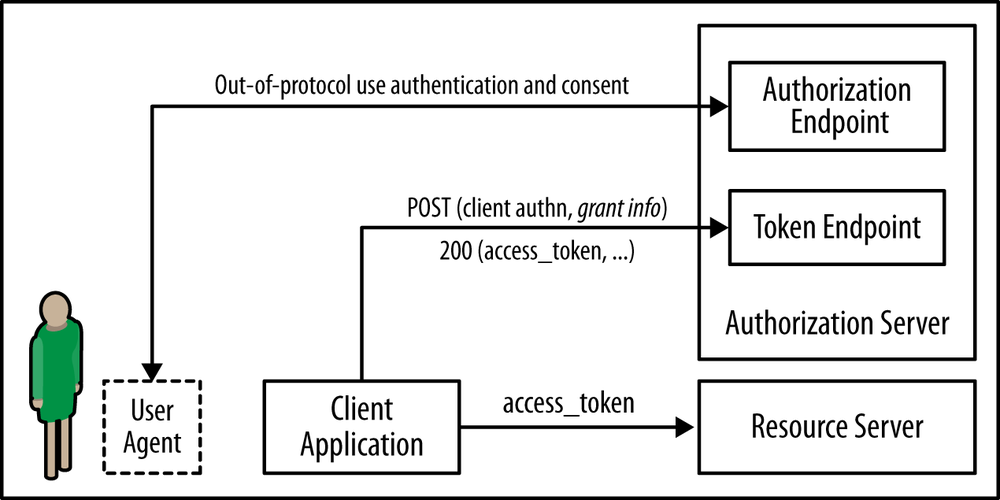 Out-of-protocol use authentication and consent
Authorization
Endpoint
POST (client authn, grant info)
200 (access_token, ...)
Token Endpoint
Authorization Server
User
Agent
Client
Application
access_token
Resource Server